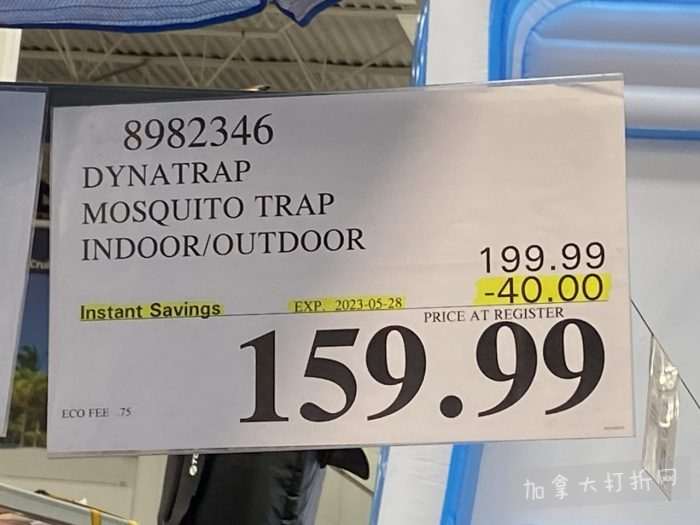 8982346
DYNATRAP
MOSQUITO TRAP
INDOOR/OUTDOOR
199.99
Instant Savings EXP. 2023-05-28 -40.00
PRICE AT REGISTER
159.99
ECO FEE .75
加拿大打折网